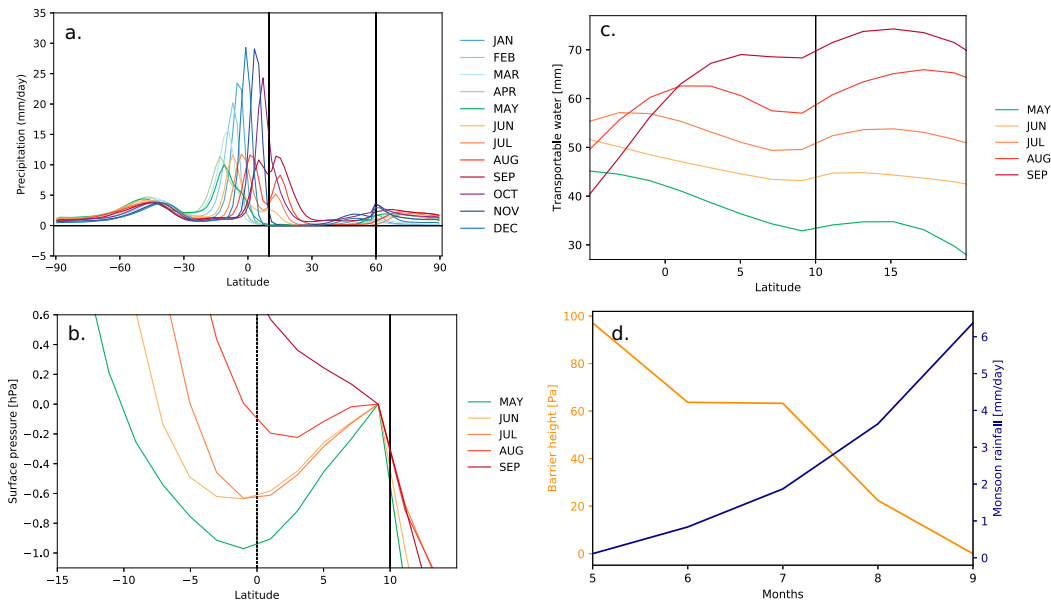 a.
Precipitation (mm/day)
35
30
25
20
15
10
5
0
−5
−90
−60
−30
0
30
60
90
Latitude
JAN
FEB
MAR
APR
MAY
JUN
JUL
AUG
SEP
OCT
NOV
DEC
c.
Transportable water [mm]
70 mm
60 mm
50 mm
40 mm
30 mm
0
5
10
15
Latitude
MAY
JUN
JUL
AUG
SEP
b.
Surface pressure [hPa]
0.6
0.4
0.2
0.0
−0.2
−0.4
−0.6
−0.8
−1.0
−15
−10
−5
0
5
10
Latitude
MAY
JUN
JUL
AUG
SEP
d.
Barrier height [Pa]
100
80
60
40
20
0
5
6
7
8
9
Months
Monsoon rainfall [mm/day]
6
5
4
3
2
1
0